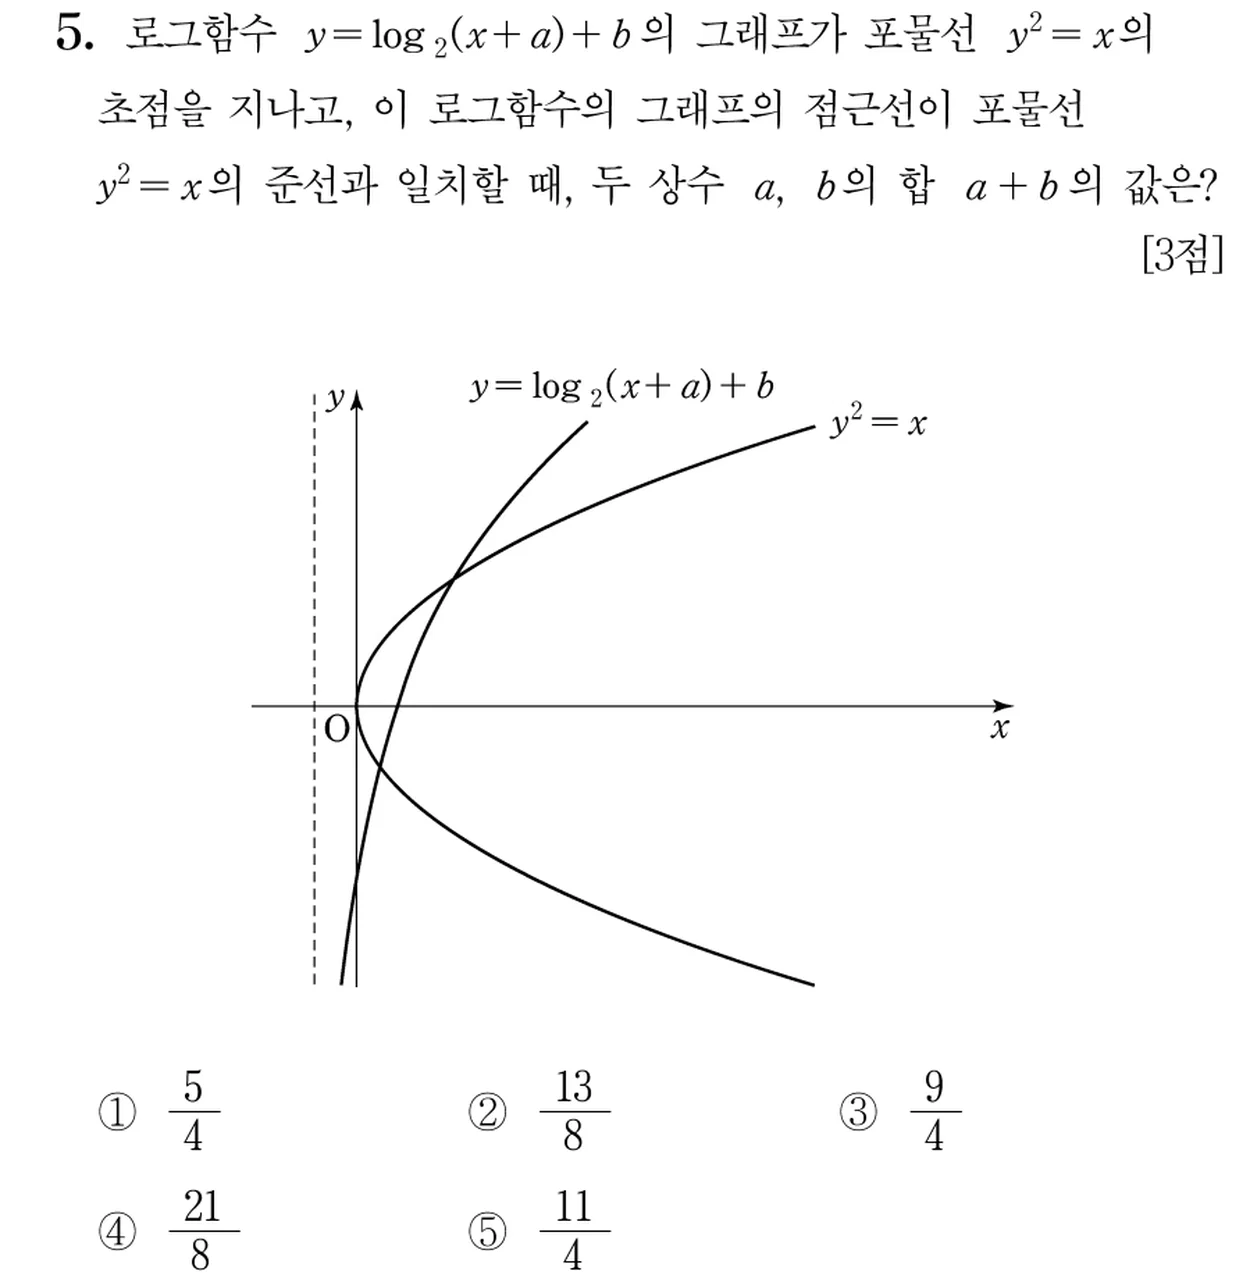 5. 로그함수 y=log₂(x+a)+b의 그래프가 포물선 y²=x의
초점을 지나고, 이 로그함수의 그래프의 점근선이 포물선
y²=x의 준선과 일치할 때, 두 상수 a, b의 합 a+b의 값은?
[3점]
y=log₂(x+a)+b
y
y²=x
O
x
① 5/4 ② 13/8 ③ 9/4
④ 21/8 ⑤ 11/4